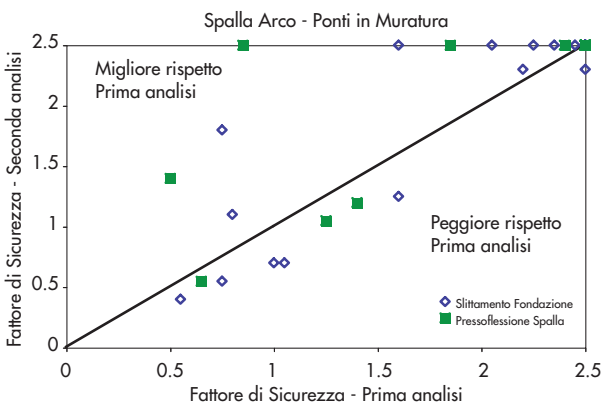 Spalla Arco - Ponti in Muratura
Fattore di Sicurezza - Seconda analisi
2.5
2
1.5
1
0.5
0
Migliore rispetto
Prima analisi
Peggiore rispetto
Prima analisi
Slittamento Fondazione
Pressoflessione Spalla
0 0.5 1 1.5 2 2.5
Fattore di Sicurezza - Prima analisi